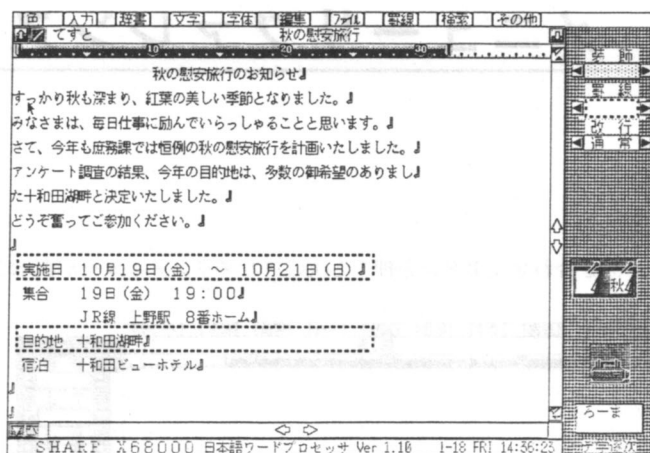 [色] [入力] [辞書] [文字] [字体] [編集] [ファイル] [罫線] [検索] [その他]
てすと 秋の慰安旅行
10 20 30
秋の慰安旅行のお知らせ
すっかり秋も深まり、紅葉の美しい季節となりました。
みなさまは、毎日仕事に励んでいらっしゃることと思います。
さて、今年も庶務課では恒例の秋の慰安旅行を計画いたしました。
アンケート調査の結果、今年の目的地は、多数の御希望のありまし
た十和田湖畔と決定いたしました。
どうぞ奮ってご参加ください。
実施日 10月19日(金) ～ 10月21日(日)
集合 19日(金) 19:00
JR線 上野駅 8番ホーム
目的地 十和田湖畔
宿泊 十和田ビューホテル
装飾
罫線
改行
通常
秋
ろーま
SHARP X68000 日本語ワードプロセッサ Ver 1.10 1-18 FRI 14:56:23